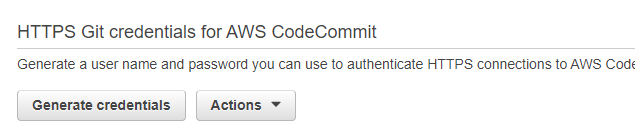 HTTPS Git credentials for AWS CodeCommit
Generate a user name and password you can use to authenticate HTTPS connections to AWS Code
Generate credentials Actions